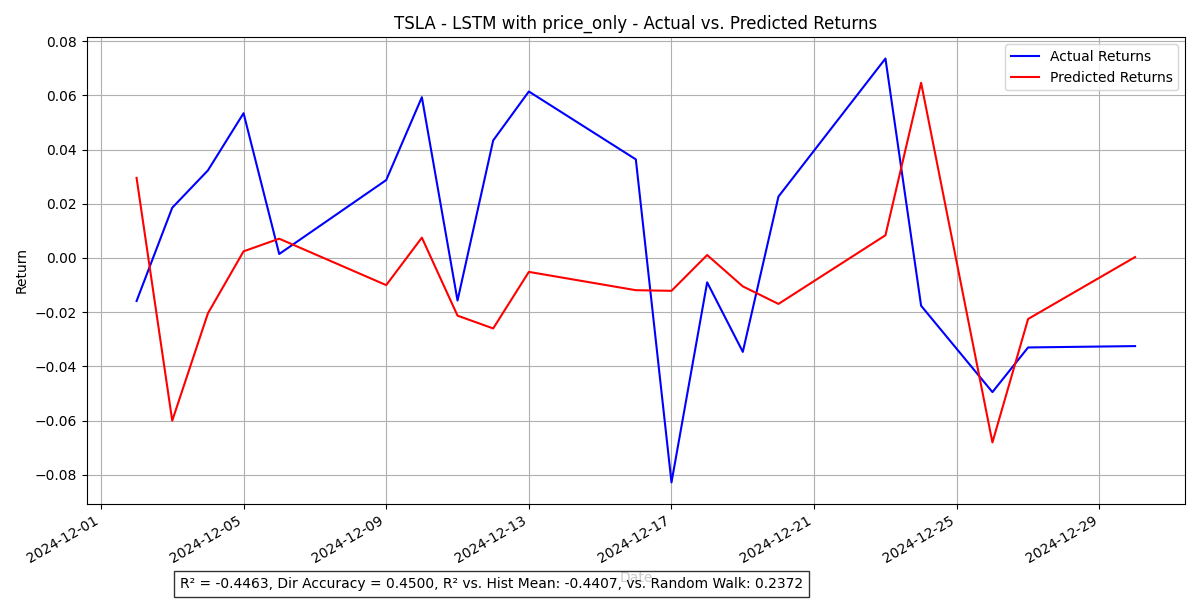 TSLA - LSTM with price_only - Actual vs. Predicted Returns
Actual Returns
Predicted Returns
0.08
0.06
0.04
0.02
0.00
−0.02
−0.04
−0.06
−0.08
Return
2024-12-01
2024-12-05
2024-12-09
2024-12-13
2024-12-17
2024-12-21
2024-12-25
2024-12-29
Date
R² = -0.4463, Dir Accuracy = 0.4500, R² vs. Hist Mean: -0.4407, vs. Random Walk: 0.2372